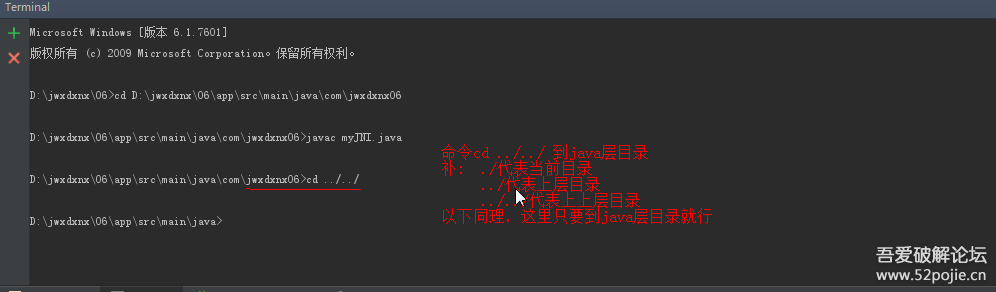 Terminal
Microsoft Windows [版本 6.1.7601]
版权所有 (c) 2009 Microsoft Corporation。保留所有权利。
D:\jwxdxnx\06>cd D:\jwxdxnx\06\app\src\main\java\com\jwxdxnx06
D:\jwxdxnx\06\app\src\main\java\com\jwxdxnx06>javac myJNI.java
D:\jwxdxnx\06\app\src\main\java\com\jwxdxnx06>cd ../../
D:\jwxdxnx\06\app\src\main\java>
命令cd ../../ 到java层目录
补: ./代表当前目录
../代表上层目录
../../代表上上层目录
以下同理，这里只要到java层目录就行
吾爱破解论坛
www.52pojie.cn